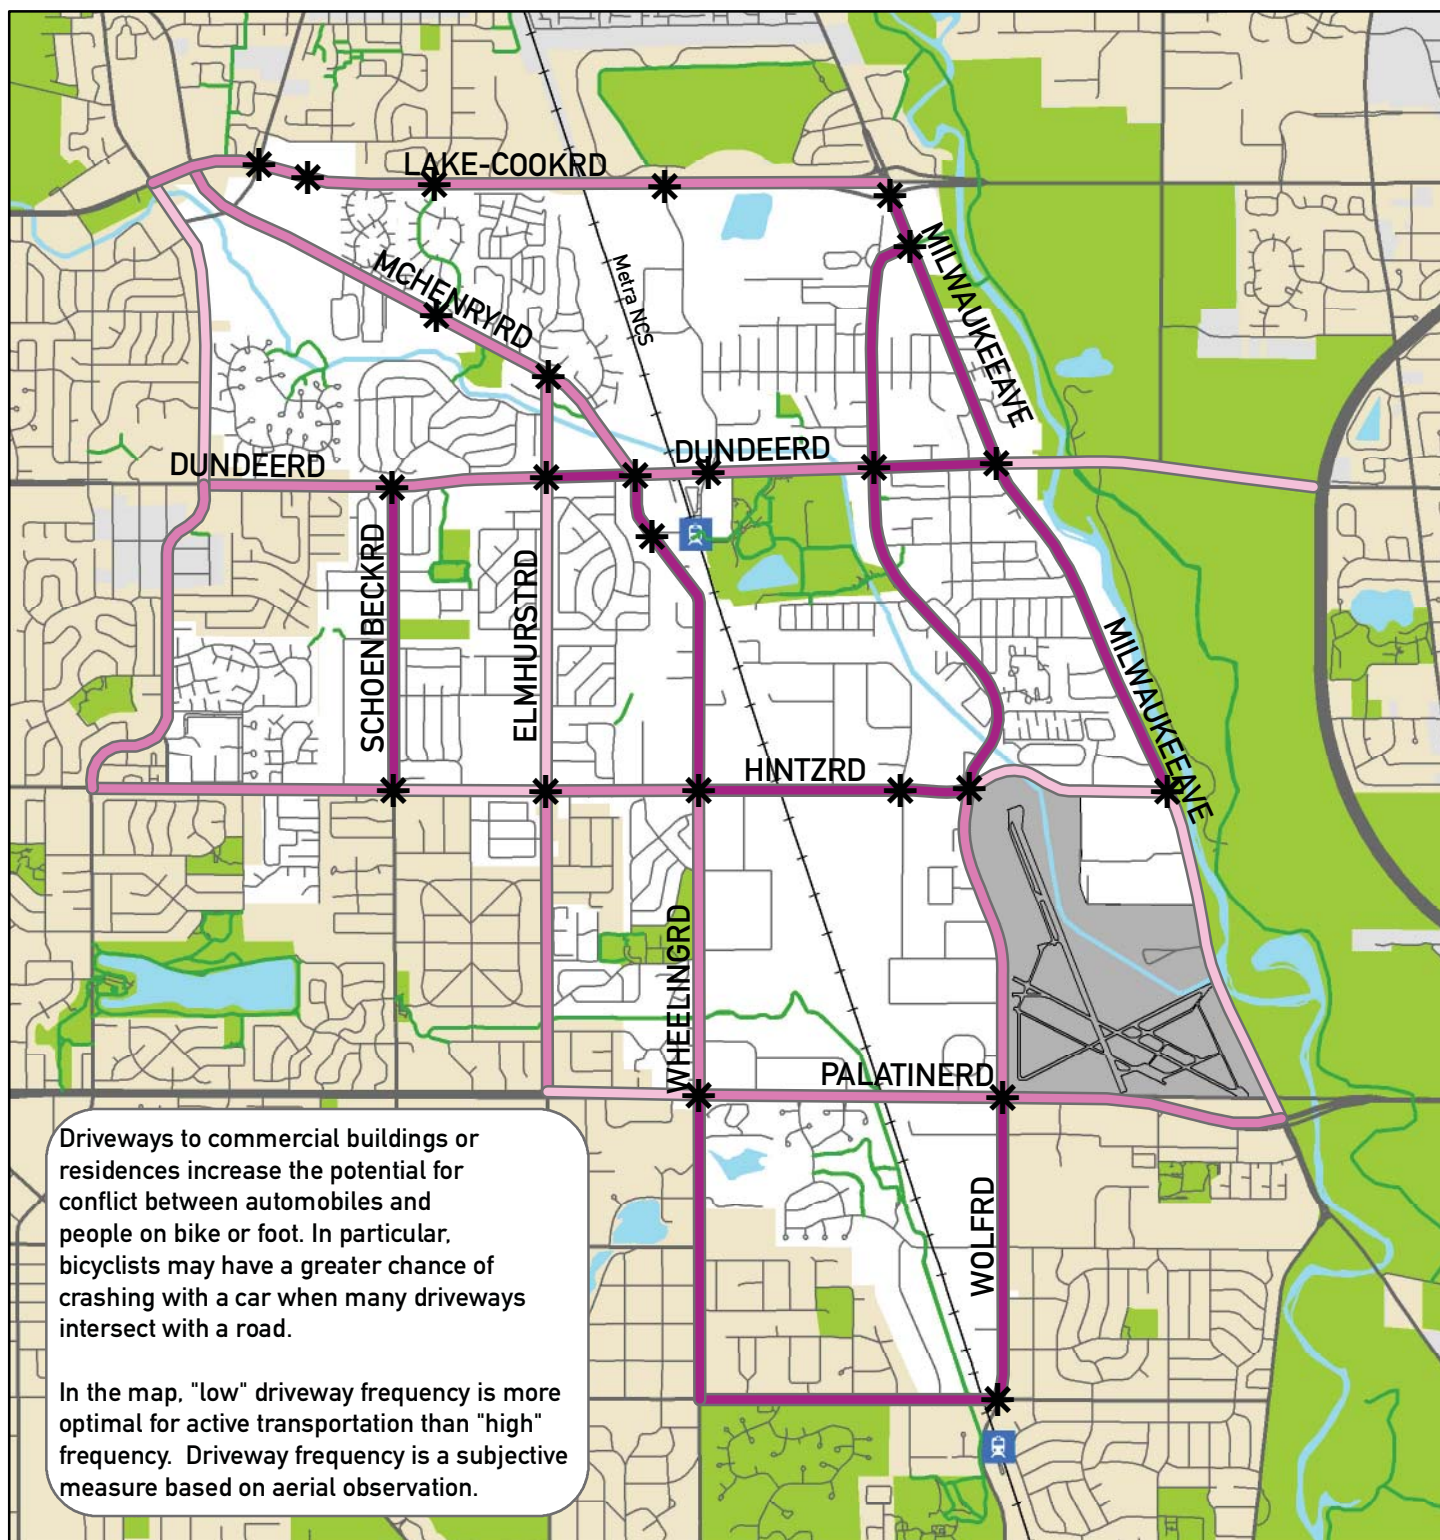 LAKE-COOKRD
MILWAUKEEAVE
MCHENRYRD
Metra NCS
DUNDEERD
DUNDEERD
SCHOENBECKRD
ELMHURSTRD
MILWAUKEEAVE
HINTZRD
WHEELINGRD
PALATINERD
WOLFRD
Driveways to commercial buildings or
residences increase the potential for
conflict between automobiles and
people on bike or foot. In particular,
bicyclists may have a greater chance of
crashing with a car when many driveways
intersect with a road.
In the map, "low" driveway frequency is more
optimal for active transportation than "high"
frequency.  Driveway frequency is a subjective
measure based on aerial observation.